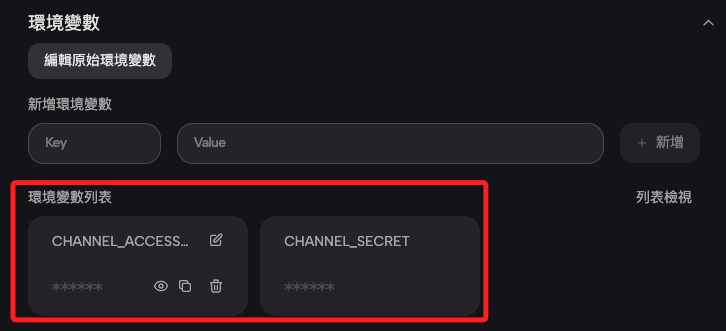 環境變數
編輯原始環境變數
新增環境變數
Key
Value
+ 新增
環境變數列表
列表檢視
CHANNEL_ACCESS...
CHANNEL_SECRET
******
******